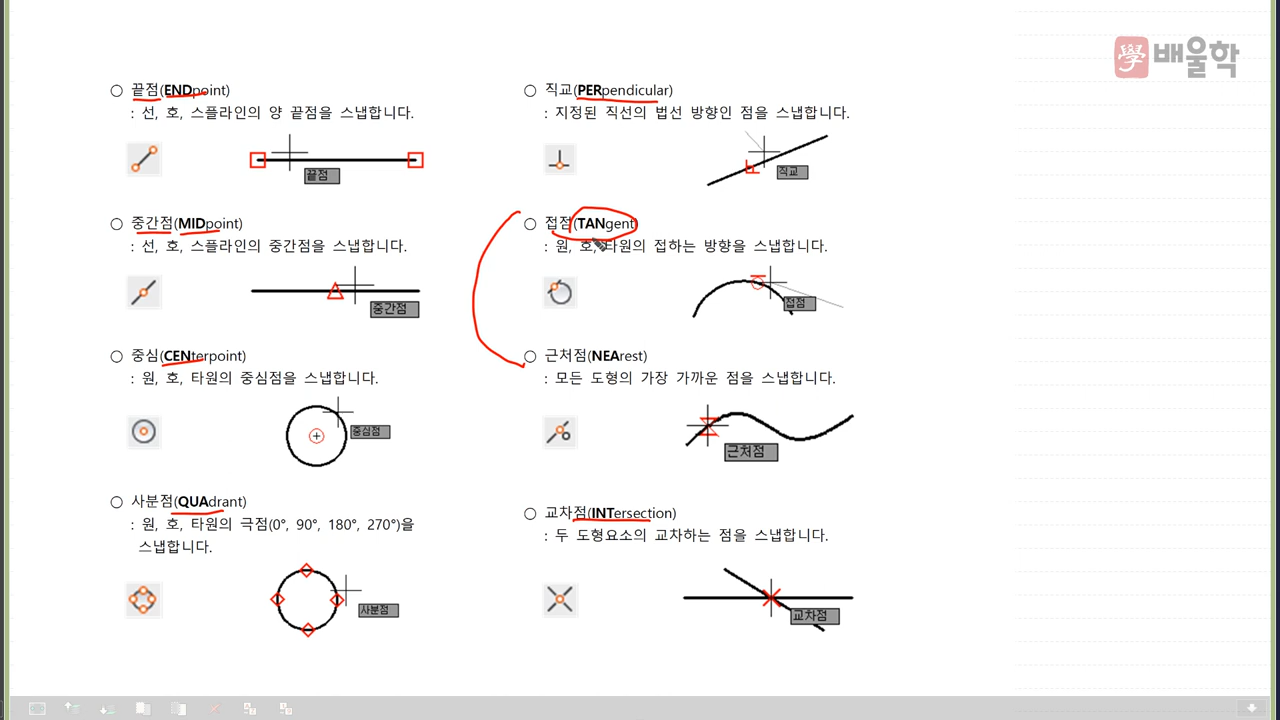 學 배울학
○ 끝점(ENDpoint)
: 선, 호, 스플라인의 양 끝점을 스냅합니다.
끝점
○ 중간점(MIDpoint)
: 선, 호, 스플라인의 중간점을 스냅합니다.
중간점
○ 중심(CENterpoint)
: 원, 호, 타원의 중심점을 스냅합니다.
중심점
○ 사분점(QUAdrant)
: 원, 호, 타원의 극점(0°, 90°, 180°, 270°)을
스냅합니다.
사분점
○ 직교(PERpendicular)
: 지정된 직선의 법선 방향인 점을 스냅합니다.
직교
○ 접점(TANgent)
: 원, 호, 타원의 접하는 방향을 스냅합니다.
접점
○ 근처점(NEArest)
: 모든 도형의 가장 가까운 점을 스냅합니다.
근처점
○ 교차점(INTersection)
: 두 도형요소의 교차하는 점을 스냅합니다.
교차점